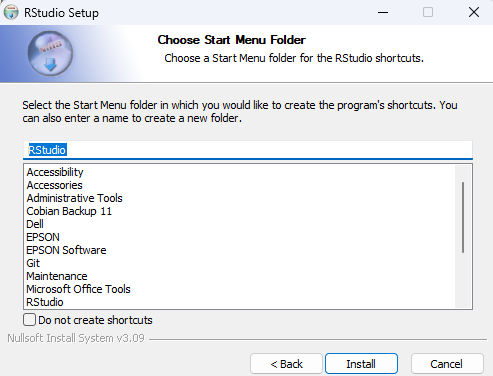 RStudio Setup
Choose Start Menu Folder
Choose a Start Menu folder for the RStudio shortcuts.
Select the Start Menu folder in which you would like to create the program's shortcuts. You
can also enter a name to create a new folder.
RStudio
Accessibility
Accessories
Administrative Tools
Cobian Backup 11
Dell
EPSON
EPSON Software
Git
Maintenance
Microsoft Office Tools
RStudio
Do not create shortcuts
Nullsoft Install System v3.09
< Back
Install
Cancel